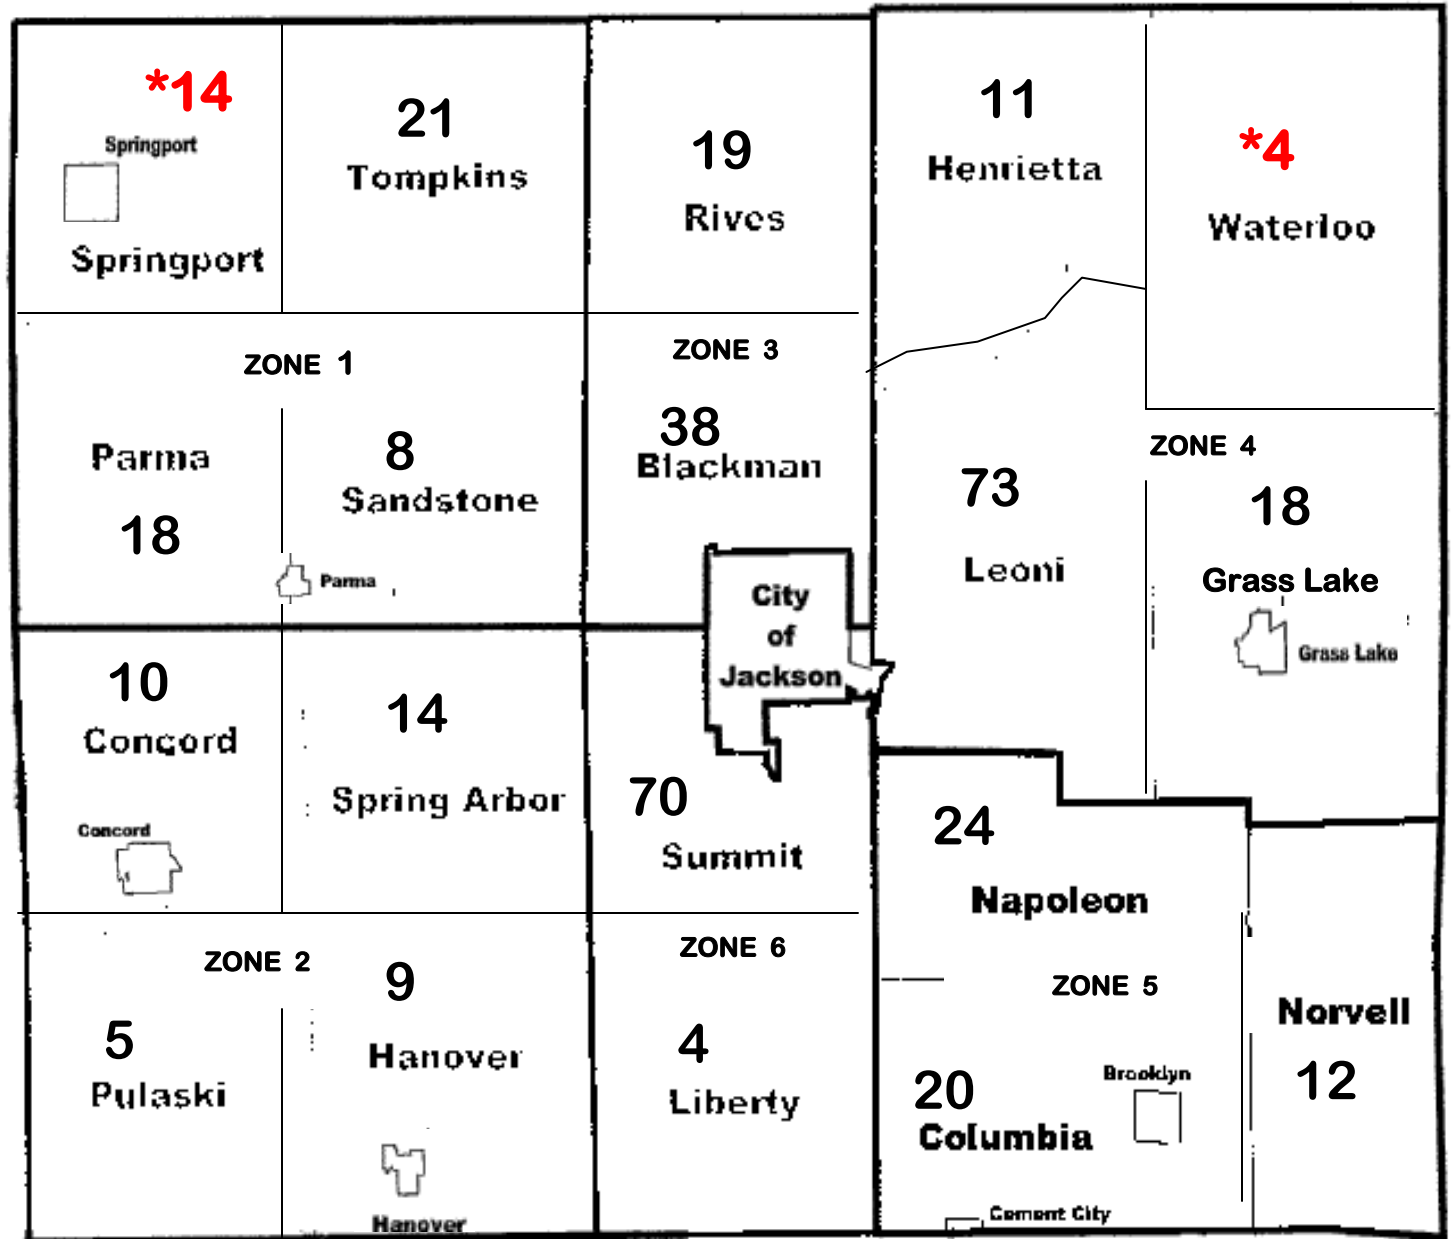 *14
Springport
Springport
21
Tompkins
19
Rives
11
Henrietta
*4
Waterloo
ZONE 1
Parma
18
8
Sandstone
Parma
ZONE 3
38
Blackman
City
of
Jackson
ZONE 4
73
Leoni
18
Grass Lake
Grass Lake
10
Concord
Concord
14
Spring Arbor
70
Summit
24
Napoleon
ZONE 2
5
Pulaski
9
Hanover
Hanover
ZONE 6
4
Liberty
ZONE 5
20
Columbia
Brooklyn
Cement City
Norvell
12